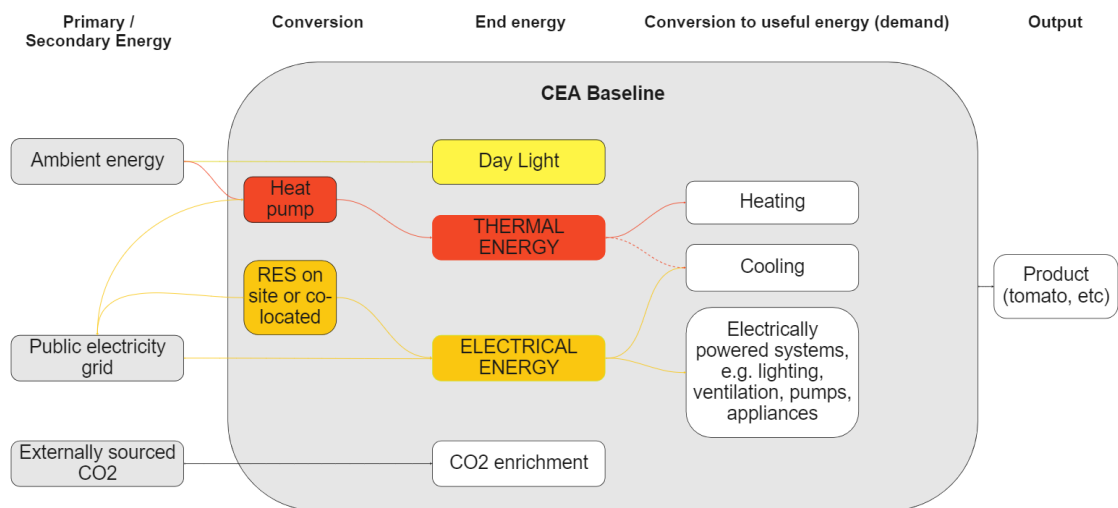 Primary /
Secondary Energy
Conversion
End energy
Conversion to useful energy (demand)
Output
CEA Baseline
Ambient energy
Day Light
Heat
pump
THERMAL
ENERGY
Heating
Cooling
RES on
site or co-
located
Product
(tomato, etc)
Public electricity
grid
ELECTRICAL
ENERGY
Electrically
powered systems,
e.g. lighting,
ventilation, pumps,
appliances
Externally sourced
CO2
CO2 enrichment